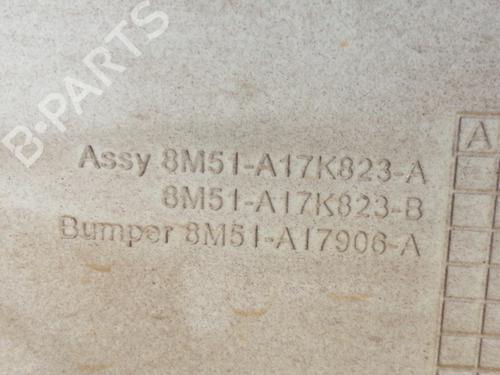 B-PARTS
Assy 8M51-A17K823-A
8M51-A17K823-B
Bumper 8M51-A17906-A
A